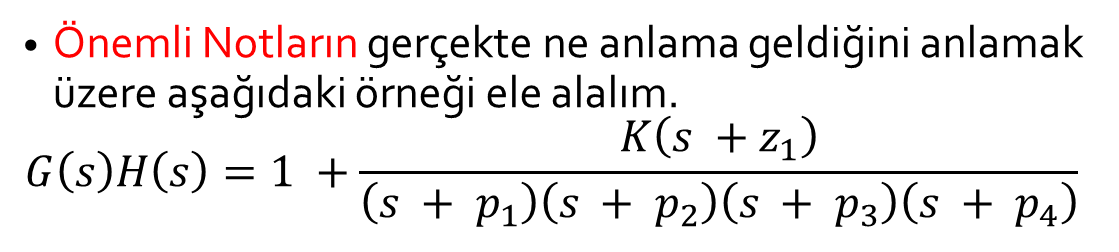 • Önemli Notların gerçekte ne anlama geldiğini anlamak
üzere aşağıdaki örneği ele alalım.
K(s + z₁)
G(s)H(s) = 1 +
(s + p₁)(s + p₂)(s + p₃)(s + p₄)